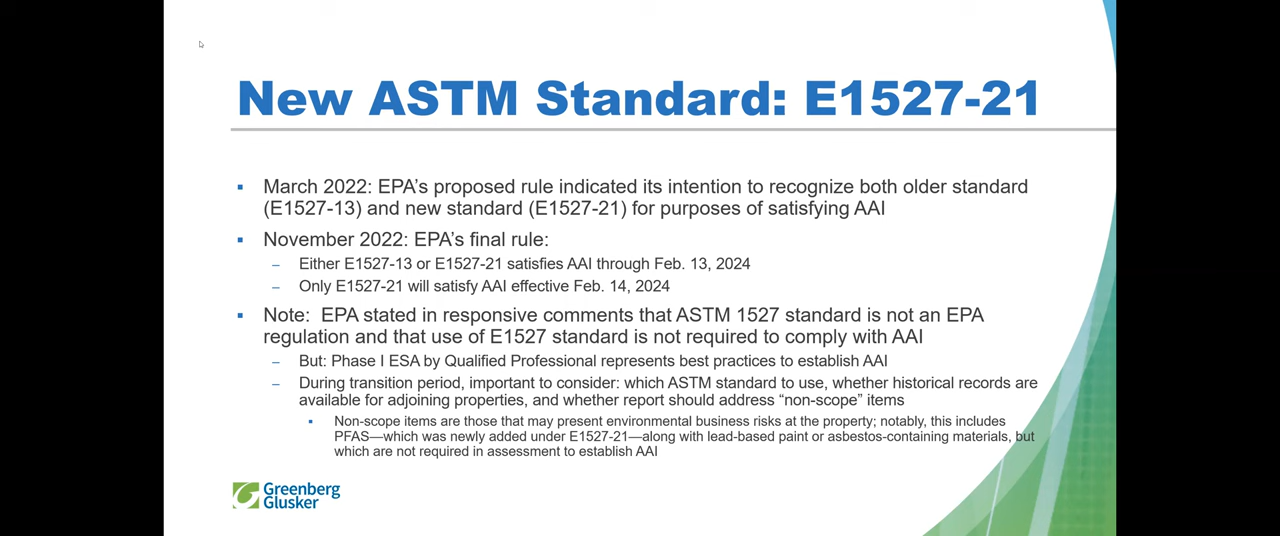 New ASTM Standard: E1527-21
▪ March 2022: EPA’s proposed rule indicated its intention to recognize both older standard
(E1527-13) and new standard (E1527-21) for purposes of satisfying AAI
▪ November 2022: EPA’s final rule:
– Either E1527-13 or E1527-21 satisfies AAI through Feb. 13, 2024
– Only E1527-21 will satisfy AAI effective Feb. 14, 2024
▪ Note:  EPA stated in responsive comments that ASTM 1527 standard is not an EPA
regulation and that use of E1527 standard is not required to comply with AAI
– But: Phase I ESA by Qualified Professional represents best practices to establish AAI
– During transition period, important to consider: which ASTM standard to use, whether historical records are
available for adjoining properties, and whether report should address “non-scope” items
▪ Non-scope items are those that may present environmental business risks at the property; notably, this includes
PFAS—which was newly added under E1527-21—along with lead-based paint or asbestos-containing materials, but
which are not required in assessment to establish AAI
Greenberg
Glusker